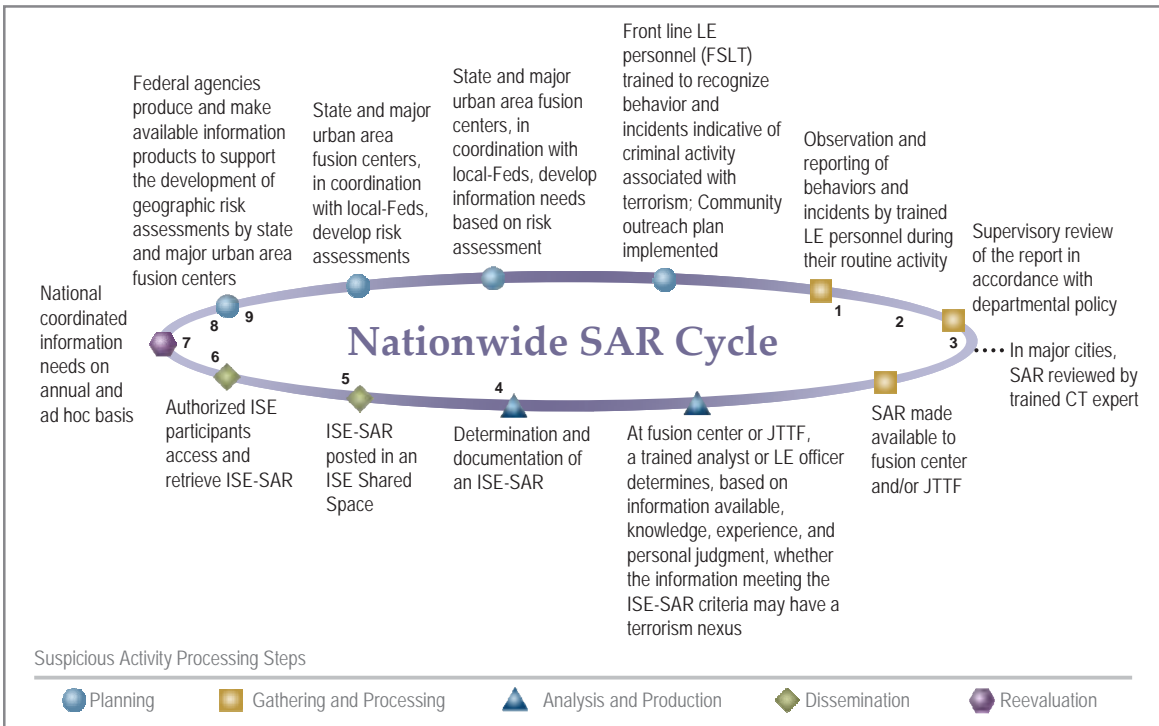 Federal agencies
produce and make
available information
products to support
the development of
geographic risk
assessments by state
and major urban area
fusion centers
State and major
urban area
fusion centers,
in coordination
with local-Feds,
develop risk
assessments
State and major
urban area fusion
centers, in
coordination with
local-Feds, develop
information needs
based on risk
assessment
Front line LE
personnel (FSLT)
trained to recognize
behavior and
incidents indicative of
criminal activity
associated with
terrorism; Community
outreach plan
implemented
Observation and
reporting of
behaviors and
incidents by trained
LE personnel during
their routine activity
Supervisory review
of the report in
accordance with
departmental policy
National
coordinated
information
needs on
annual and
ad hoc basis
8
9
1
2
7
Nationwide SAR Cycle
3
6
5
4
In major cities,
SAR reviewed by
trained CT expert
Authorized ISE
participants
access and
retrieve ISE-SAR
ISE-SAR
posted in an
ISE Shared
Space
Determination and
documentation of
an ISE-SAR
At fusion center or JTTF,
a trained analyst or LE officer
determines, based on
information available,
knowledge, experience, and
personal judgment, whether
the information meeting the
ISE-SAR criteria may have a
terrorism nexus
SAR made
available to
fusion center
and/or JTTF
Suspicious Activity Processing Steps
Planning
Gathering and Processing
Analysis and Production
Dissemination
Reevaluation